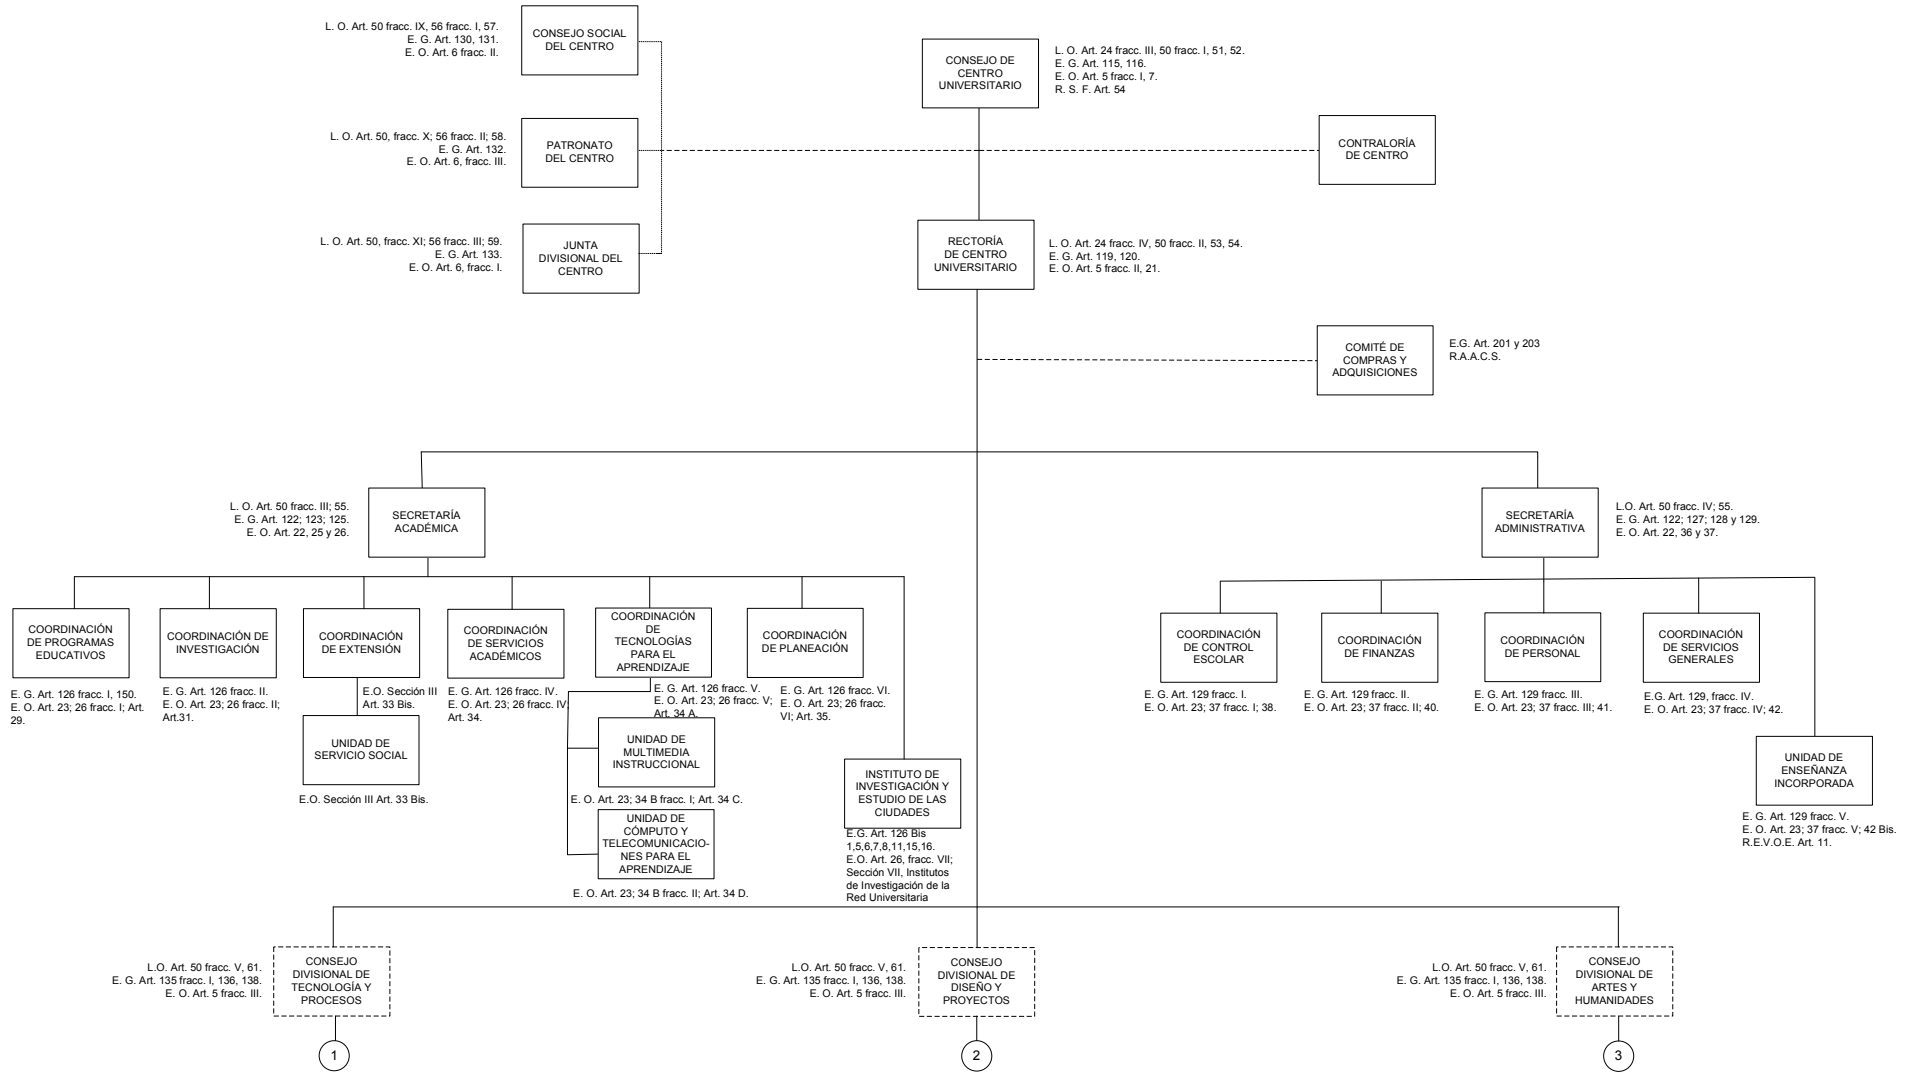 L. O. Art. 50 fracc. IX, 56 fracc. I, 57.
E. G. Art. 130, 131.
E. O. Art. 6 fracc. II.
CONSEJO SOCIAL
DEL CENTRO
CONSEJO DE
CENTRO
UNIVERSITARIO
L. O. Art. 24 fracc. III, 50 fracc. I, 51, 52.
E. G. Art. 115, 116.
E. O. Art. 5 fracc. I, 7.
R. S. F. Art. 54
L. O. Art. 50, fracc. X; 56 fracc. II; 58.
E. G. Art. 132.
E. O. Art. 6, fracc. III.
PATRONATO
DEL CENTRO
CONTRALORÍA
DE CENTRO
L. O. Art. 50, fracc. XI; 56 fracc. III; 59.
E. G. Art. 133.
E. O. Art. 6, fracc. I.
JUNTA
DIVISIONAL DEL
CENTRO
RECTORÍA
DE CENTRO
UNIVERSITARIO
L. O. Art. 24 fracc. IV, 50 fracc. II, 53, 54.
E. G. Art. 119, 120.
E. O. Art. 5 fracc. II, 21.
COMITÉ DE
COMPRAS Y
ADQUISICIONES
E.G. Art. 201 y 203
R.A.A.C.S.
L. O. Art. 50 fracc. III; 55.
E. G. Art. 122; 123; 125.
E. O. Art. 22, 25 y 26.
SECRETARÍA
ACADÉMICA
SECRETARÍA
ADMINISTRATIVA
L.O. Art. 50 fracc. IV; 55.
E. G. Art. 122; 127; 128 y 129.
E. O. Art. 22, 36 y 37.
COORDINACIÓN
DE PROGRAMAS
EDUCATIVOS
E. G. Art. 126 fracc. I, 150.
E. O. Art. 23; 26 fracc. I; Art.
29.
COORDINACIÓN DE
INVESTIGACIÓN
E. G. Art. 126 fracc. II.
E. O. Art. 23; 26 fracc. II;
Art.31.
COORDINACIÓN
DE EXTENSIÓN
E.O. Sección III
Art. 33 Bis.
UNIDAD DE
SERVICIO SOCIAL
E.O. Sección III Art. 33 Bis.
COORDINACIÓN
DE SERVICIOS
ACADÉMICOS
E. G. Art. 126 fracc. IV.
E. O. Art. 23; 26 fracc. IV;
Art. 34.
COORDINACIÓN
DE
TECNOLOGÍAS
PARA EL
APRENDIZAJE
E. G. Art. 126 fracc. V.
E. O. Art. 23; 26 fracc. V;
Art. 34 A.
UNIDAD DE
MULTIMEDIA
INSTRUCCIONAL
E. O. Art. 23; 34 B fracc. I; Art. 34 C.
UNIDAD DE
CÓMPUTO Y
TELECOMUNICACIO-
NES PARA EL
APRENDIZAJE
E. O. Art. 23; 34 B fracc. II; Art. 34 D.
COORDINACIÓN
DE PLANEACIÓN
E. G. Art. 126 fracc. VI.
E. O. Art. 23; 26 fracc.
VI; Art. 35.
INSTITUTO DE
INVESTIGACIÓN Y
ESTUDIO DE LAS
CIUDADES
E.G. Art. 126 Bis
1,5,6,7,8,11,15,16.
E.O. Art. 26, fracc. VII;
Sección VII, Institutos
de Investigación de la
Red Universitaria
COORDINACIÓN
DE CONTROL
ESCOLAR
E. G. Art. 129 fracc. I.
E. O. Art. 23; 37 fracc. I; 38.
COORDINACIÓN
DE FINANZAS
E. G. Art. 129 fracc. II.
E. O. Art. 23; 37 fracc. II; 40.
COORDINACIÓN
DE PERSONAL
E. G. Art. 129 fracc. III.
E. O. Art. 23; 37 fracc. III; 41.
COORDINACIÓN
DE SERVICIOS
GENERALES
E.G. Art. 129, fracc. IV.
E. O. Art. 23; 37 fracc. IV; 42.
UNIDAD DE
ENSEÑANZA
INCORPORADA
E. G. Art. 129 fracc. V.
E. O. Art. 23; 37 fracc. V; 42 Bis.
R.E.V.O.E. Art. 11.
L.O. Art. 50 fracc. V, 61.
E. G. Art. 135 fracc. I, 136, 138.
E. O. Art. 5 fracc. III.
CONSEJO
DIVISIONAL DE
TECNOLOGÍA Y
PROCESOS
1
L.O. Art. 50 fracc. V, 61.
E. G. Art. 135 fracc. I, 136, 138.
E. O. Art. 5 fracc. III.
CONSEJO
DIVISIONAL DE
DISEÑO Y
PROYECTOS
2
L.O. Art. 50 fracc. V, 61.
E. G. Art. 135 fracc. I, 136, 138.
E. O. Art. 5 fracc. III.
CONSEJO
DIVISIONAL DE
ARTES Y
HUMANIDADES
3